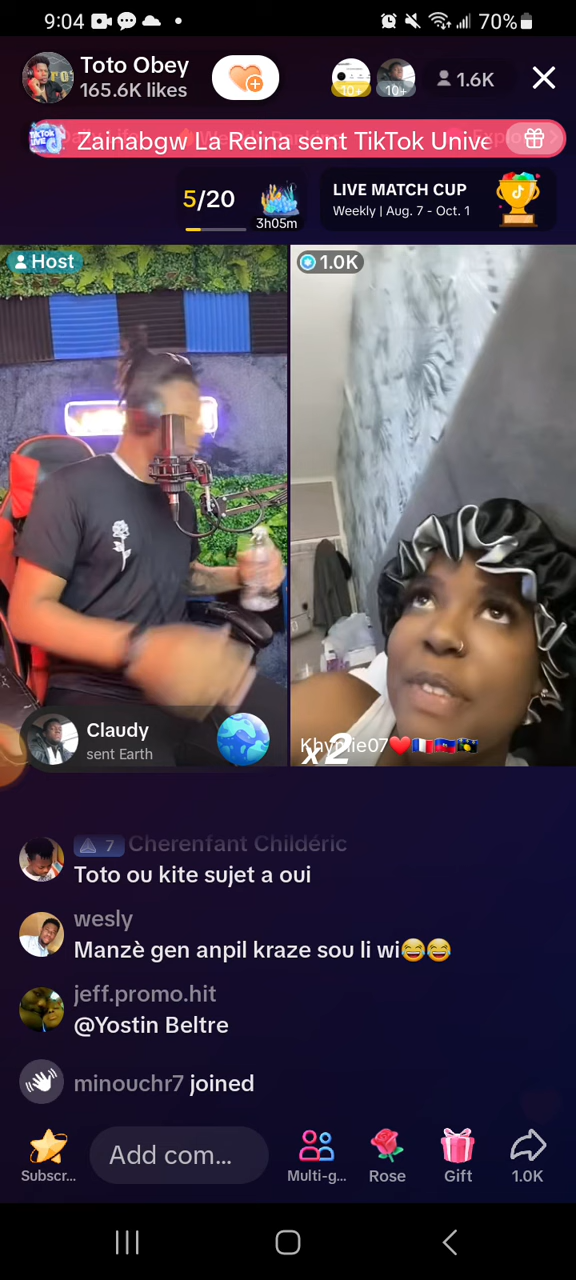 9:04
70%
Toto Obey
165.6K likes
10+
10+
1.6K
Zainabgw La Reina sent TikTok Unive
5/20
3h05m
LIVE MATCH CUP
Weekly | Aug. 7 - Oct. 1
Host
1.0K
Claudy
sent Earth
x2
Khymie07❤️🇫🇷🇭🇹
7 Cherenfant Childéric
Toto ou kite sujet a oui
wesly
Manzè gen anpil kraze sou li wi😂😂
jeff.promo.hit
@Yostin Beltre
minouchr7 joined
Add com...
Subscr...
Multi-g...
Rose
Gift
1.0K